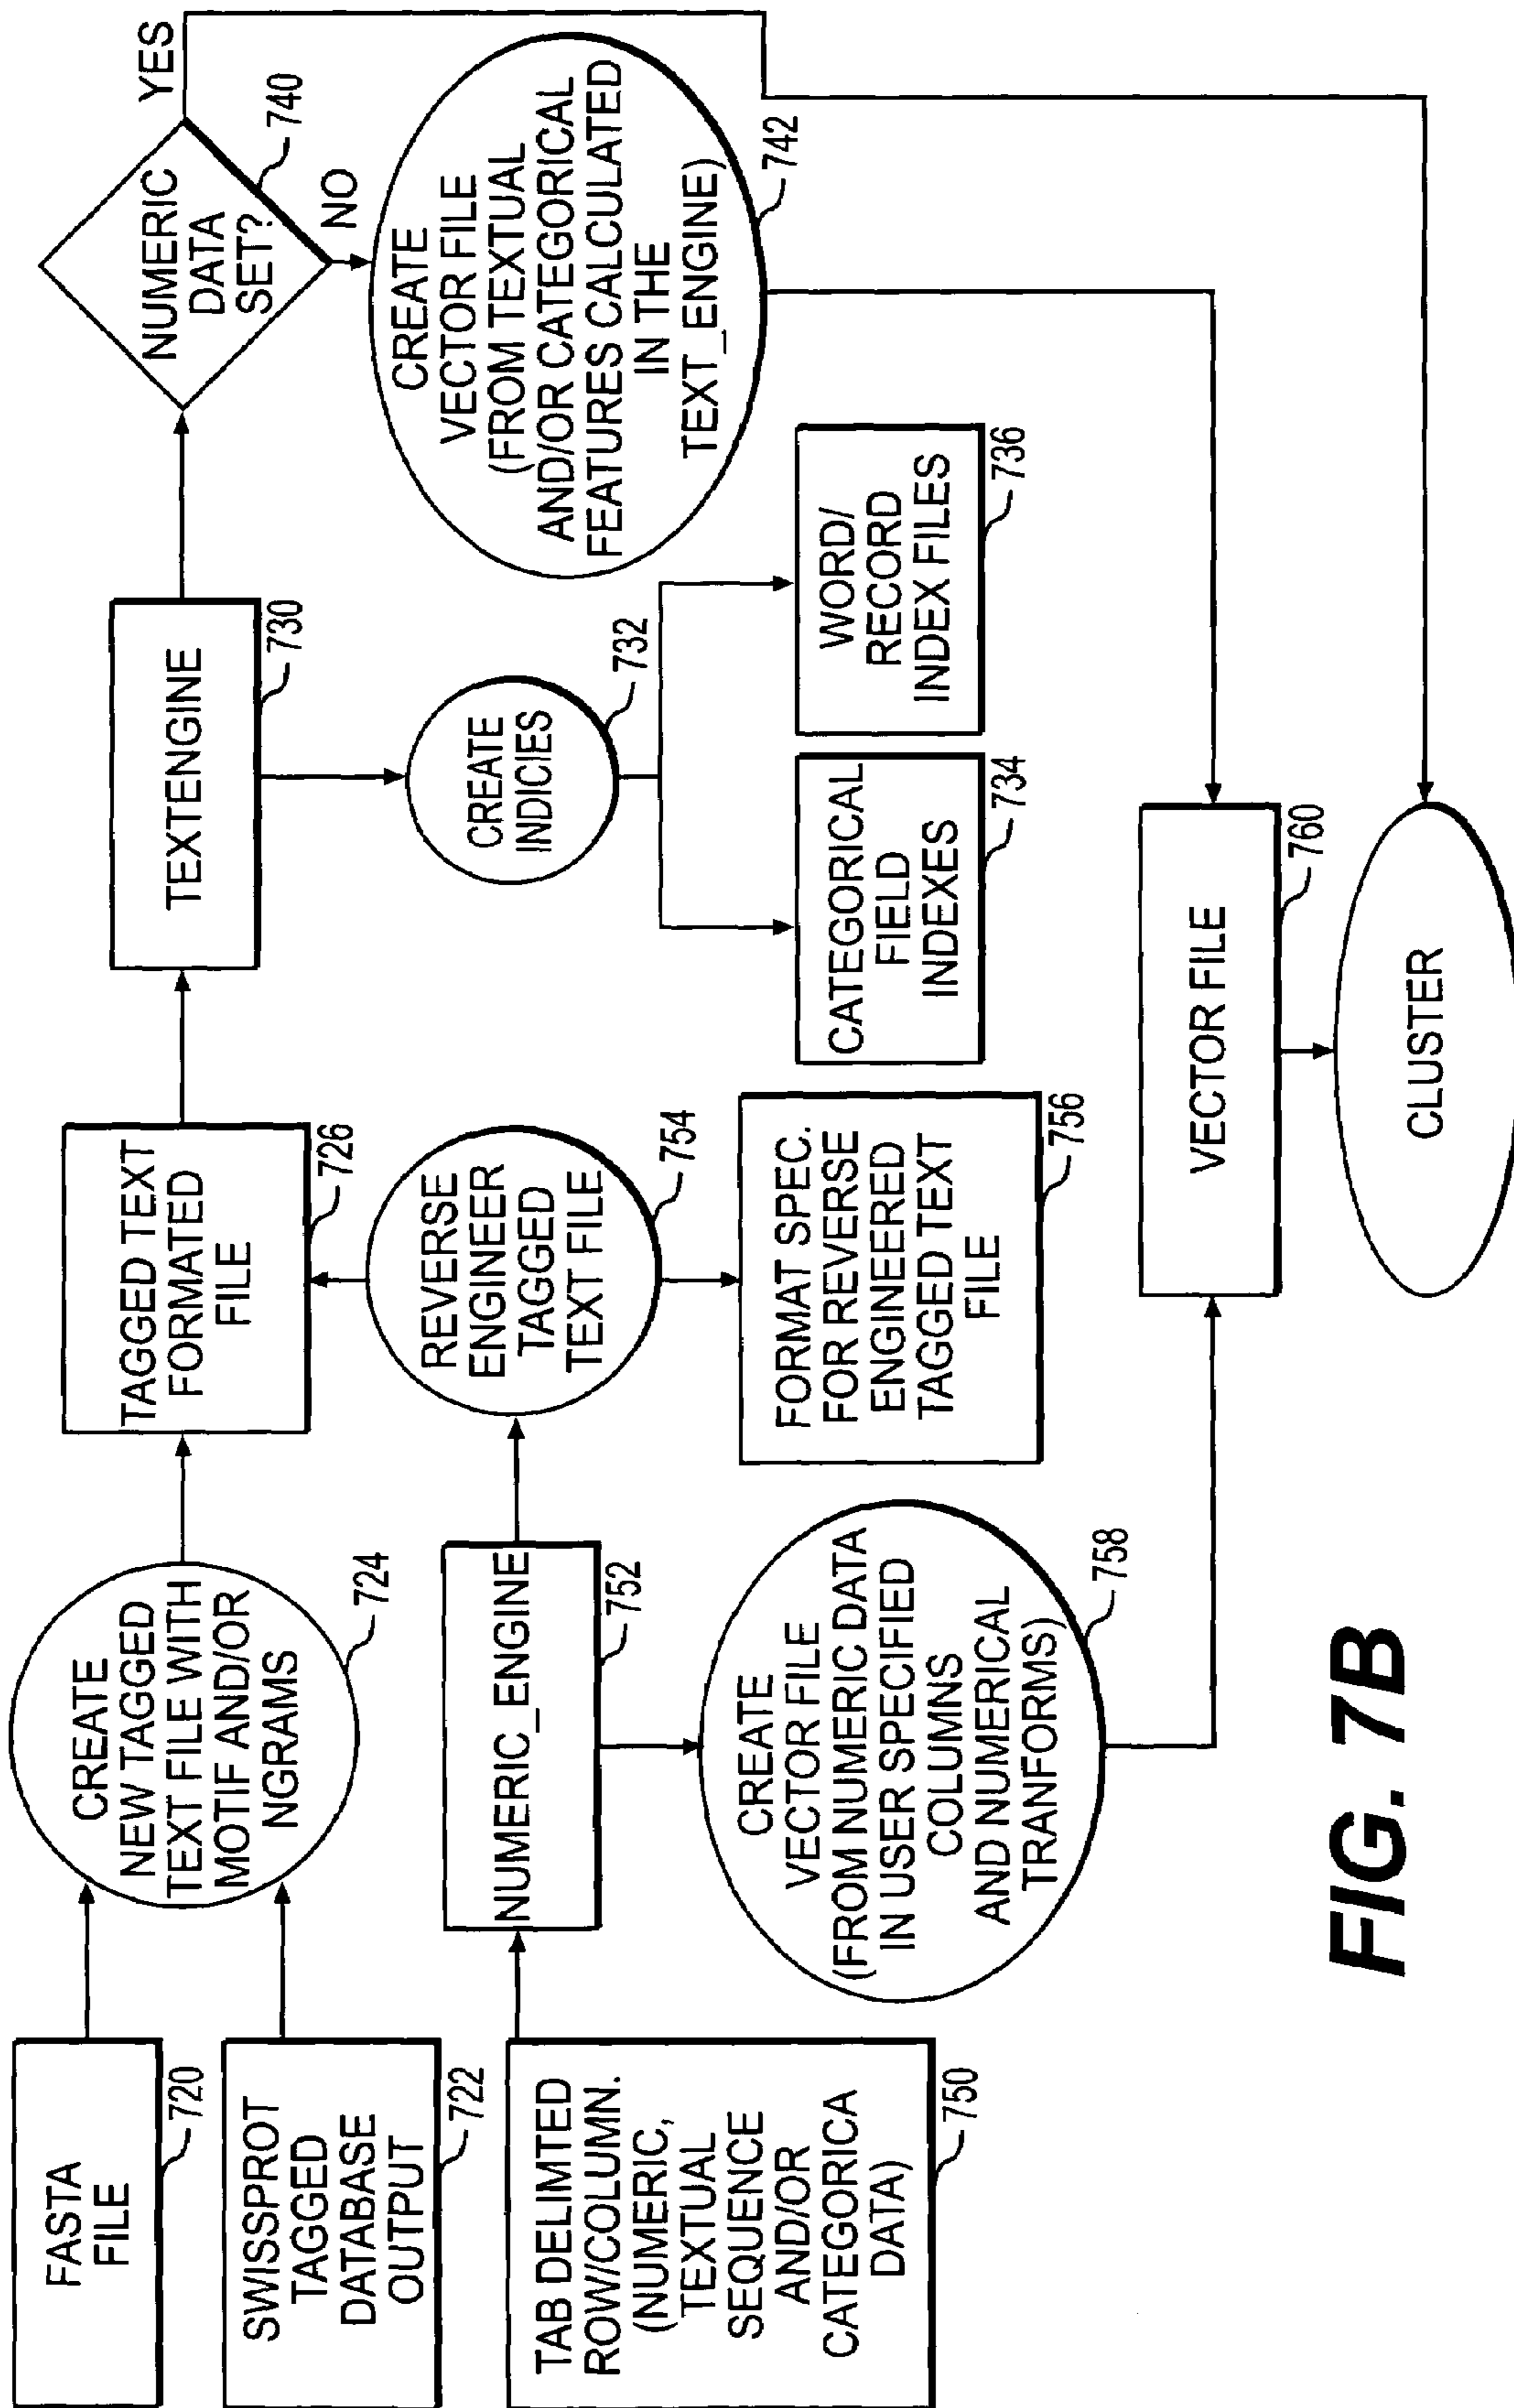 FASTA
FILE
720
SWISSPROT
TAGGED
DATABASE
OUTPUT
722
CREATE
NEW TAGGED
TEXT FILE WITH
MOTIF AND/OR
NGRAMS
724
TAGGED TEXT
FORMATED
FILE
726
TEXTENGINE
730
NUMERIC
DATA
SET?
740
YES
NO
CREATE
VECTOR FILE
(FROM TEXTUAL
AND/OR CATEGORICAL
FEATURES CALCULATED
IN THE
TEXT_ENGINE)
742
CREATE
INDICIES
732
CATEGORICAL
FIELD
INDEXES
734
WORD/
RECORD
INDEX FILES
736
TAB DELIMTED
ROW/COLUMN.
(NUMERIC,
TEXTUAL
SEQUENCE
AND/OR
CATEGORICA
DATA)
750
NUMERIC_ENGINE
752
REVERSE
ENGINEER
TAGGED
TEXT FILE
754
FORMAT SPEC.
FOR REVERSE
ENGINEERED
TAGGED TEXT
FILE
756
CREATE
VECTOR FILE
(FROM NUMERIC DATA
IN USER SPECIFIED
COLUMNS
AND NUMERICAL
TRANFORMS)
758
VECTOR FILE
760
CLUSTER
FIG. 7B